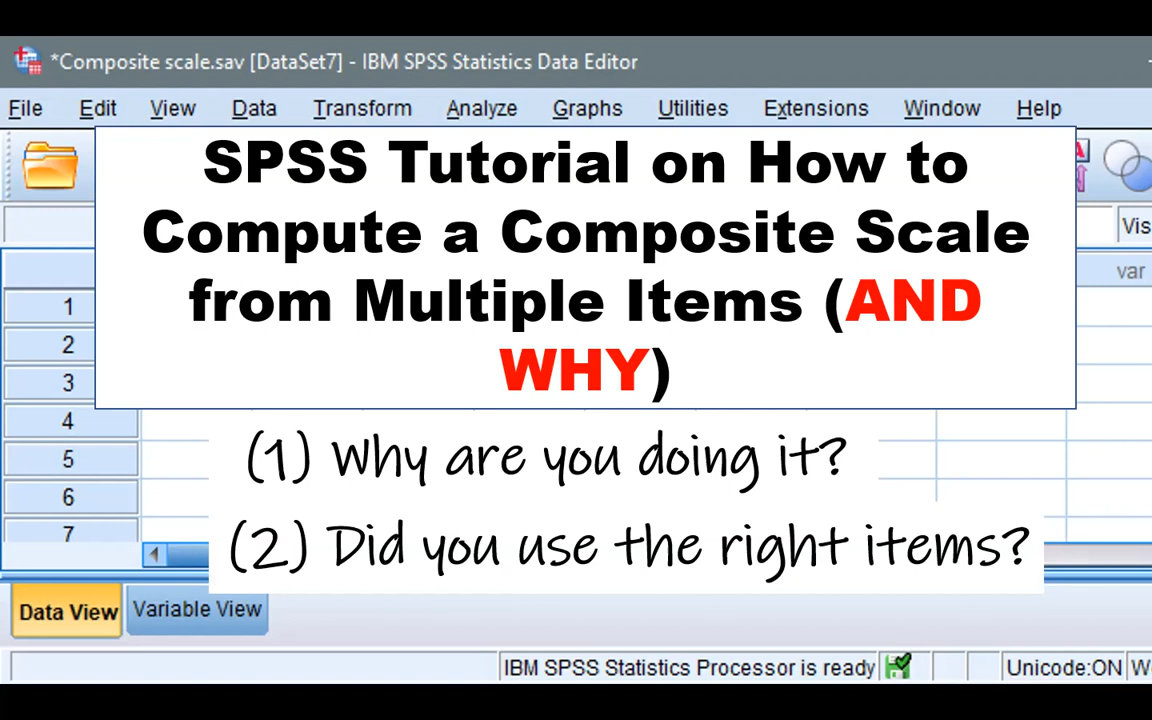 *Composite scale.sav [DataSet7] - IBM SPSS Statistics Data Editor
File Edit View Data Transform Analyze Graphs Utilities Extensions Window Help
SPSS Tutorial on How to
Compute a Composite Scale
from Multiple Items (AND
WHY)
Vis
var
1
2
3
4
5
6
7
(1) Why are you doing it?
(2) Did you use the right items?
Data View Variable View
IBM SPSS Statistics Processor is ready Unicode:ON